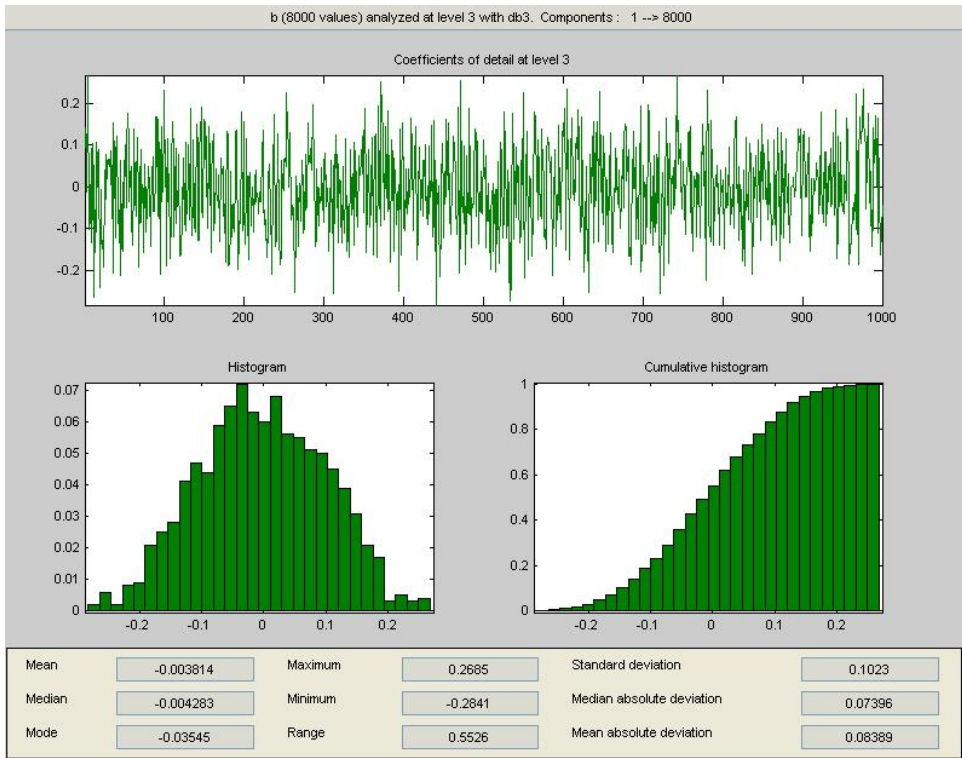 b (8000 values) analyzed at level 3 with db3. Components : 1 --> 8000
Coefficients of detail at level 3
0.2
0.1
0
-0.1
-0.2
100 200 300 400 500 600 700 800 900 1000
Histogram
0.07
0.06
0.05
0.04
0.03
0.02
0.01
0
-0.2 -0.1 0 0.1 0.2
Cumulative histogram
1
0.8
0.6
0.4
0.2
0
-0.2 -0.1 0 0.1 0.2
Mean -0.003814 Maximum 0.2685 Standard deviation 0.1023
Median -0.004283 Minimum -0.2841 Median absolute deviation 0.07396
Mode -0.03545 Range 0.5526 Mean absolute deviation 0.08389